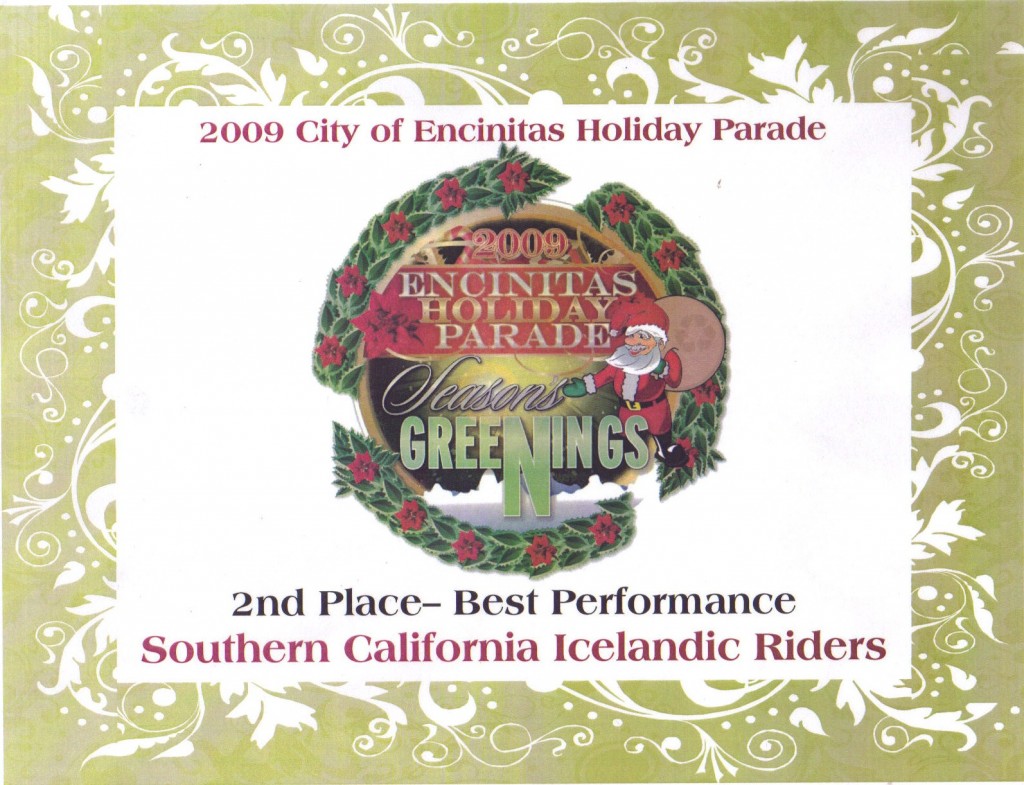 2009 City of Encinitas Holiday Parade
2009
ENCINITAS
HOLIDAY
PARADE
Season's
GREENINGS
2nd Place– Best Performance
Southern California Icelandic Riders